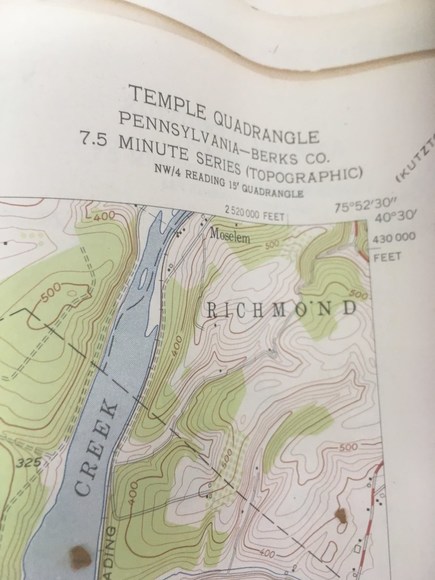 TEMPLE QUADRANGLE
PENNSYLVANIA—BERKS CO.
7.5 MINUTE SERIES (TOPOGRAPHIC)
NW/4 READING 15' QUADRANGLE
(KUTZT
2 520 000 FEET
75°52'30"
40°30'
430 000
FEET
400
Moselem
500
500
RICHMOND
500
400
CREEK
500
325
400
500
ADING
400